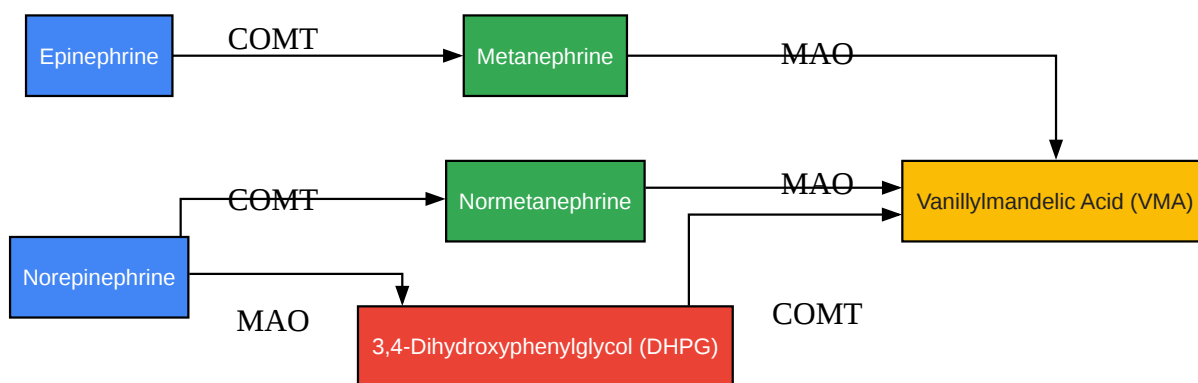 Epinephrine
COMT
Metanephrine
MAO
Norepinephrine
COMT
Normetanephrine
MAO
Vanillylmandelic Acid (VMA)
MAO
3,4-Dihydroxyphenylglycol (DHPG)
COMT